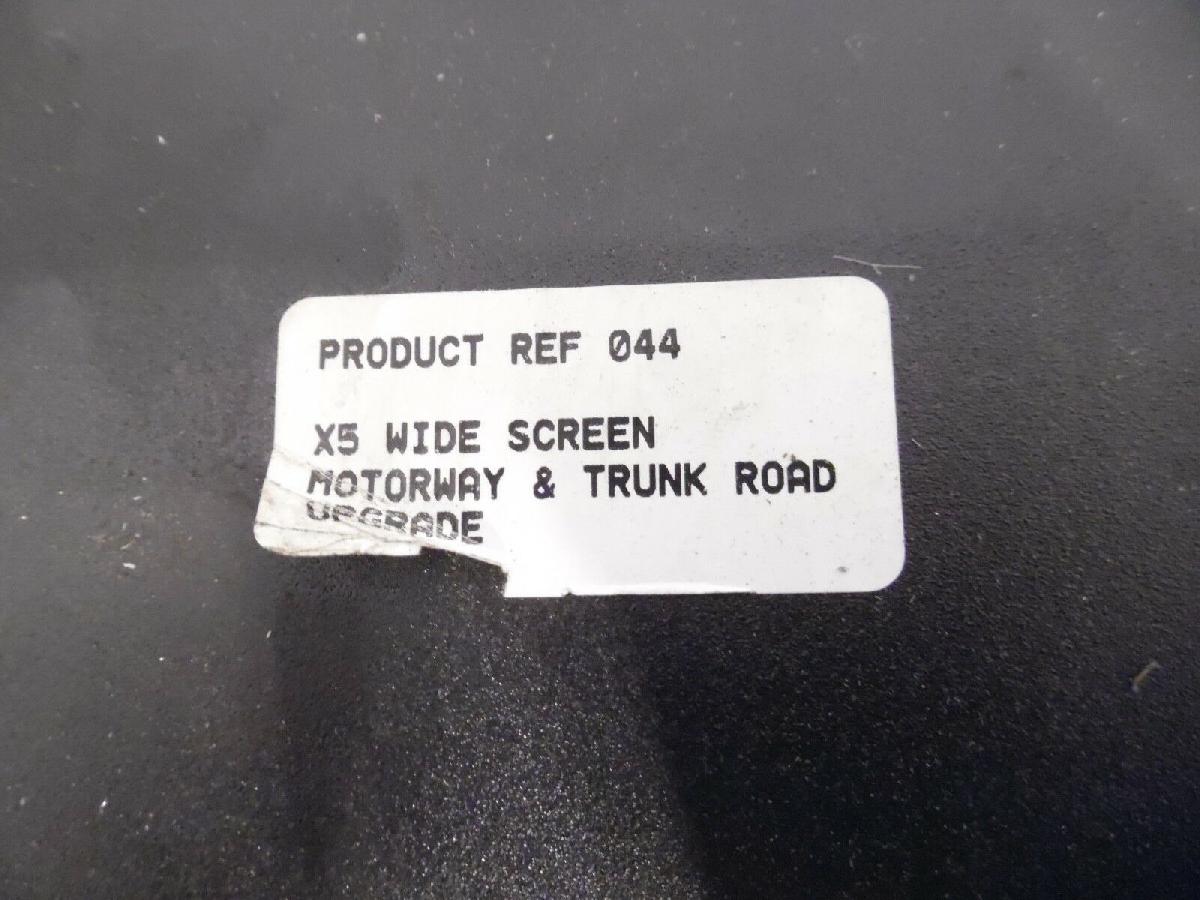 PRODUCT REF 044
X5 WIDE SCREEN
MOTORWAY & TRUNK ROAD
UPGRADE